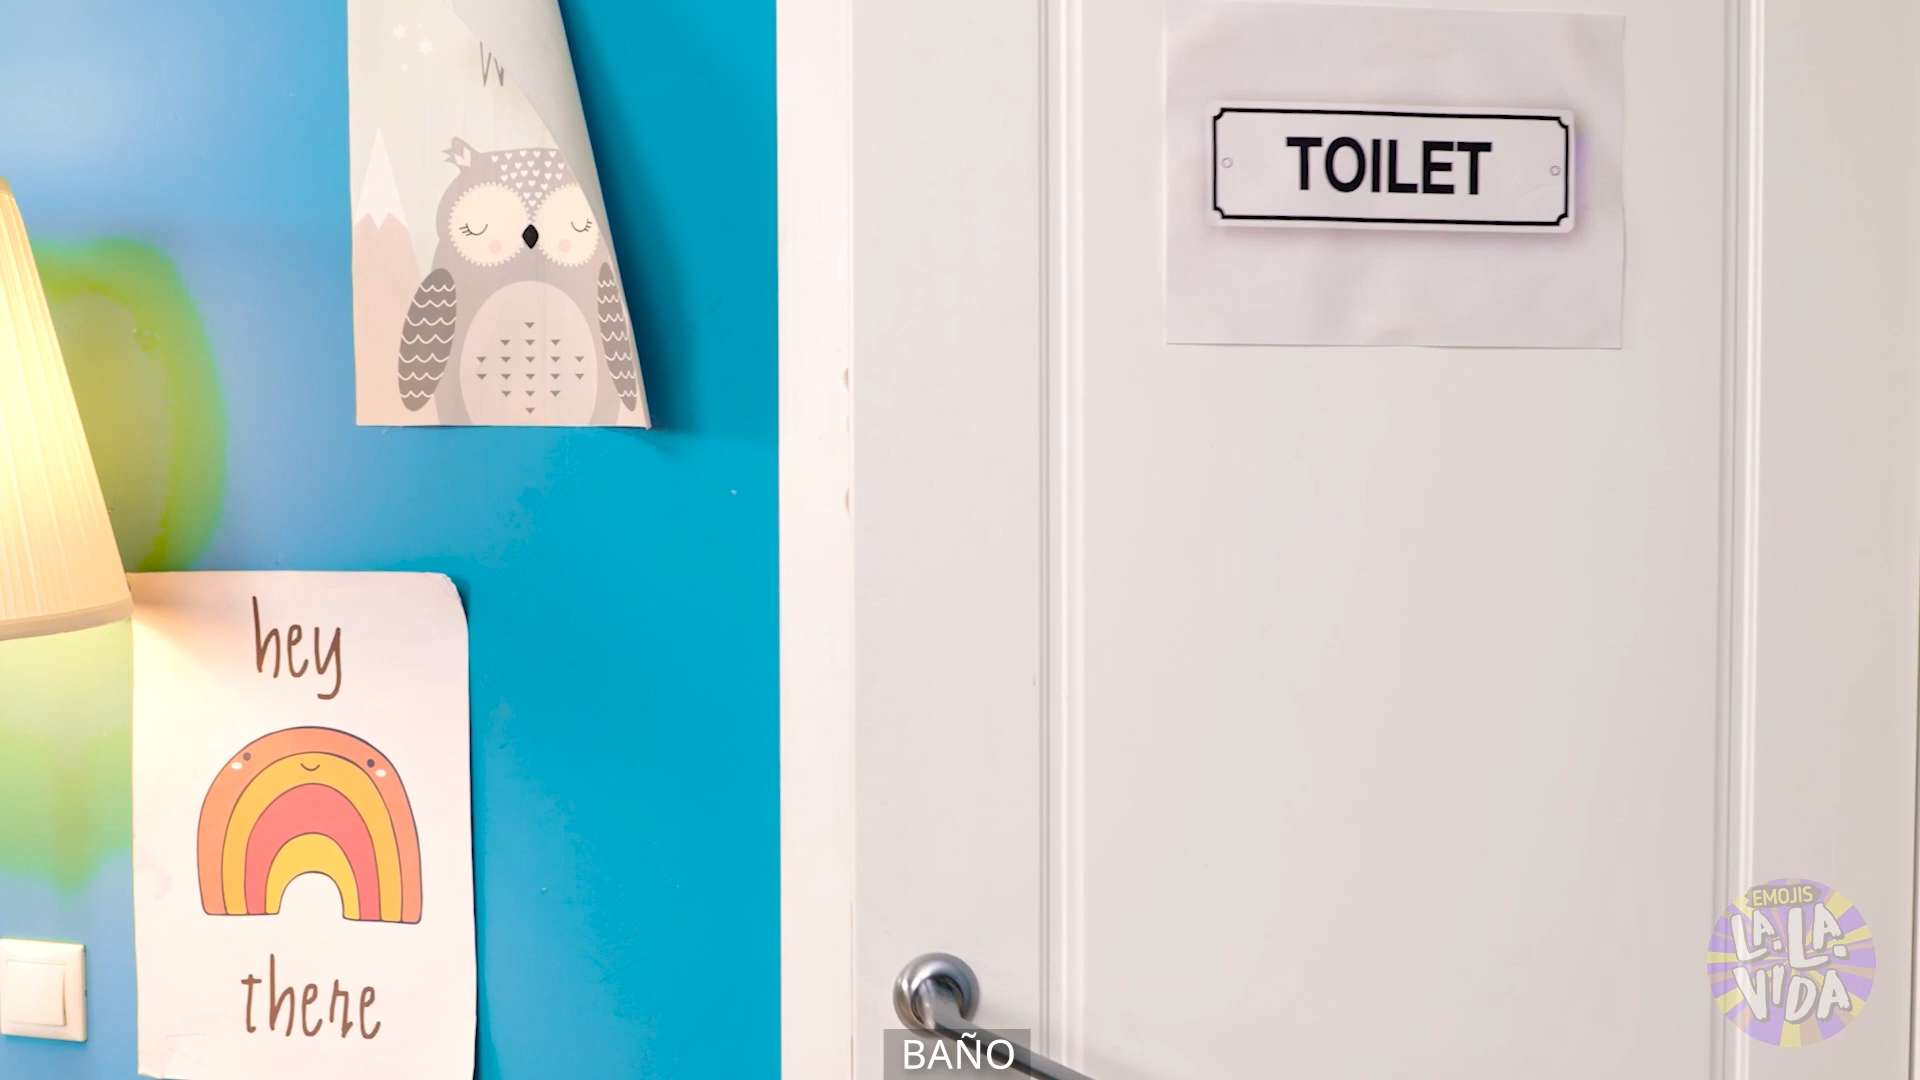 TOILET
hey
there
EMOJIS
LA.LA.
VIDA
BAÑO